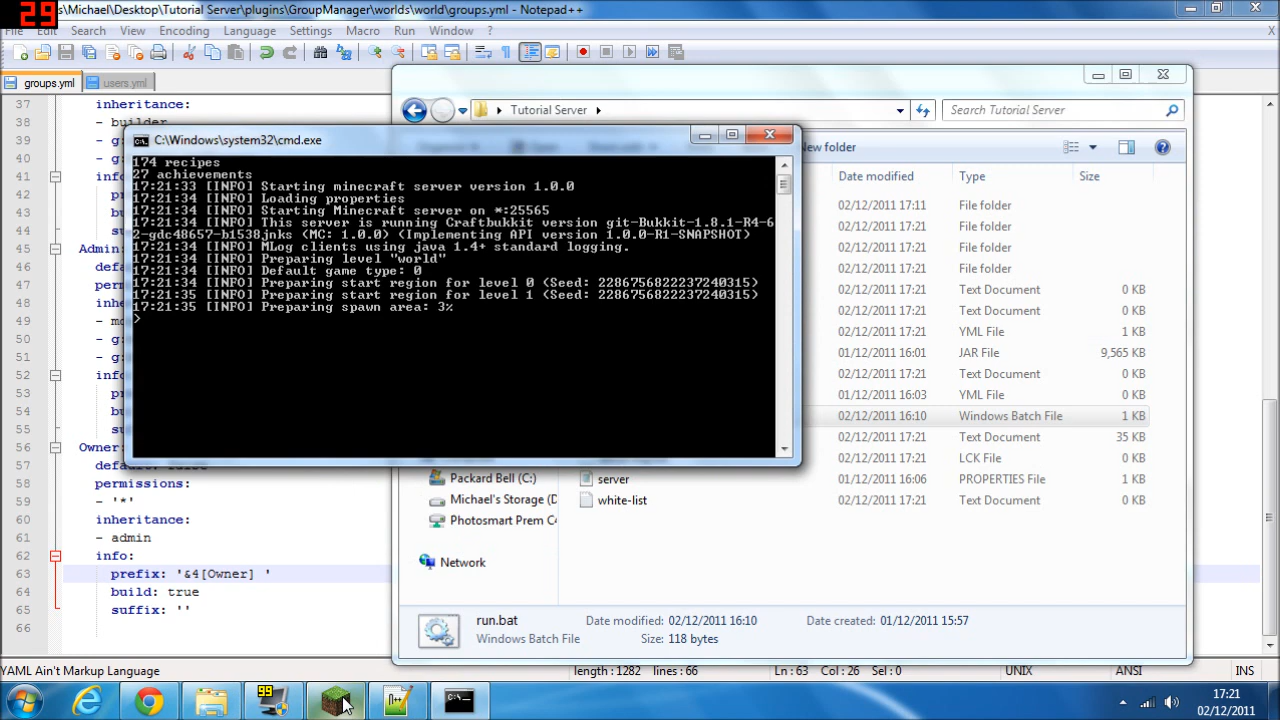 29
s\Michael\Desktop\Tutorial Server\plugins\GroupManager\worlds\world\groups.yml - Notepad++
File Edit Search View Encoding Language Settings Macro Run Window ?
groups.yml users.yml
Tutorial Server
Search Tutorial Server
New folder
Date modified Type Size
02/12/2011 17:11 File folder
02/12/2011 17:21 File folder
02/12/2011 17:21 File folder
02/12/2011 17:21 File folder
02/12/2011 17:21 Text Document 0 KB
02/12/2011 17:21 Text Document 0 KB
02/12/2011 17:21 YML File 1 KB
01/12/2011 16:01 JAR File 9,565 KB
02/12/2011 17:21 Text Document 0 KB
01/12/2011 16:03 YML File 1 KB
02/12/2011 16:10 Windows Batch File 1 KB
02/12/2011 17:21 Text Document 35 KB
02/12/2011 17:21 LCK File 0 KB
server 01/12/2011 16:06 PROPERTIES File 1 KB
white-list 02/12/2011 17:21 Text Document 0 KB
Packard Bell (C:)
Michael's Storage (D
Photosmart Prem C4
Network
run.bat Date modified: 02/12/2011 16:10 Date created: 01/12/2011 15:57
Windows Batch File Size: 118 bytes
C:\Windows\system32\cmd.exe
174 recipes
27 achievements
17:21:33 [INFO] Starting minecraft server version 1.0.0
17:21:34 [INFO] Loading properties
17:21:34 [INFO] Starting Minecraft server on *:25565
17:21:34 [INFO] This server is running Craftbukkit version git-Bukkit-1.8.1-R4-6
2-gdc48657-b1538jnks (MC: 1.0.0) (Implementing API version 1.0.0-R1-SNAPSHOT)
17:21:34 [INFO] MLog clients using java 1.4+ standard logging.
17:21:34 [INFO] Preparing level "world"
17:21:34 [INFO] Default game type: 0
17:21:34 [INFO] Preparing start region for level 0 (Seed: 2286756822237240315)
17:21:35 [INFO] Preparing start region for level 1 (Seed: 2286756822237240315)
17:21:35 [INFO] Preparing spawn area: 3%
>
37 inheritance:
38 - builder
39 - g:
40 - g:
41 info
42 p
43 b
44 s
45 Admin
46 defa
47 perm
48 inhe
49 - mo
50 - g:
51 - g:
52 info
53 pr
54 bu
55 su
56 Owner:
57 default: false
58 permissions:
59 - '*'
60 inheritance:
61 - admin
62 info:
63 prefix: '&4[Owner] '
64 build: true
65 suffix: ''
66
YAML Ain't Markup Language length : 1282 lines : 66 Ln : 63 Col : 26 Sel : 0 UNIX ANSI INS
99
17:21
02/12/2011